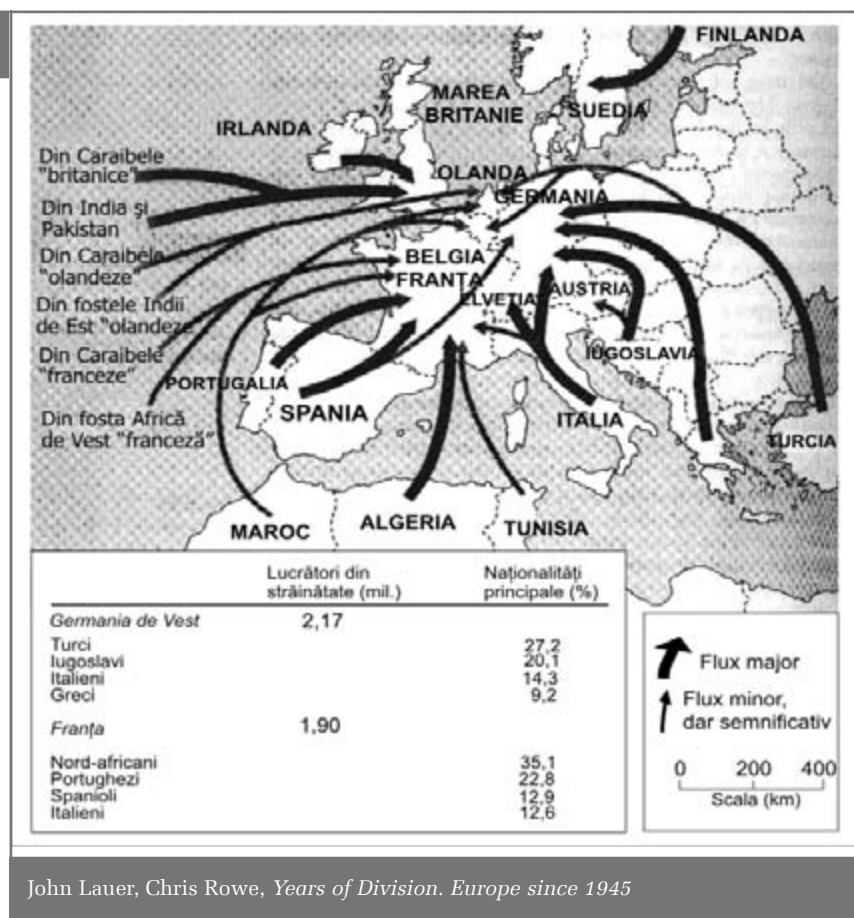 FINLANDA
MAREA
BRITANIE
SUEDIA
IRLANDA
Din Caraibele
"britanice"
OLANDA
GERMANIA
Din India şi
Pakistan
Din Caraibele
"olandeze"
BELGIA
FRANŢA
ELVEŢIA
AUSTRIA
Din fostele Indii
de Est "olandeze
Din Caraibele
"franceze"
IUGOSLAVIA
PORTUGALIA
SPANIA
ITALIA
Din fosta Africă
de Vest "franceză"
TURCIA
MAROC
ALGERIA
TUNISIA
Lucrători din
străinătate (mil.)
Naţionalităţi
principale (%)
Germania de Vest 2,17
Turci 27,2
Iugoslavi 20,1
Italieni 14,3
Greci 9,2
Franţa 1,90
Nord-africani 35,1
Portughezi 22,8
Spanioli 12,9
Italieni 12,6
Flux major
Flux minor,
dar semnificativ
0 200 400
Scala (km)
John Lauer, Chris Rowe, Years of Division. Europe since 1945